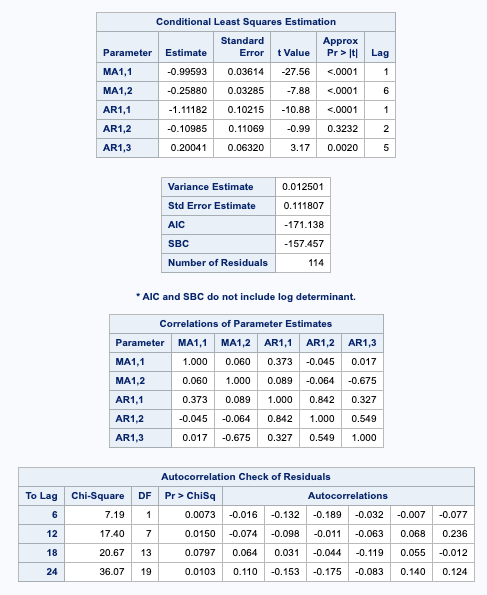 Conditional Least Squares Estimation
Parameter Estimate Standard Error t Value Approx Pr > |t| Lag
MA1,1 -0.99593 0.03614 -27.56 <.0001 1
MA1,2 -0.25880 0.03285 -7.88 <.0001 6
AR1,1 -1.11182 0.10215 -10.88 <.0001 1
AR1,2 -0.10985 0.11069 -0.99 0.3232 2
AR1,3 0.20041 0.06320 3.17 0.0020 5
Variance Estimate 0.012501
Std Error Estimate 0.111807
AIC -171.138
SBC -157.457
Number of Residuals 114
* AIC and SBC do not include log determinant.
Correlations of Parameter Estimates
Parameter MA1,1 MA1,2 AR1,1 AR1,2 AR1,3
MA1,1 1.000 0.060 0.373 -0.045 0.017
MA1,2 0.060 1.000 0.089 -0.064 -0.675
AR1,1 0.373 0.089 1.000 0.842 0.327
AR1,2 -0.045 -0.064 0.842 1.000 0.549
AR1,3 0.017 -0.675 0.327 0.549 1.000
Autocorrelation Check of Residuals
To Lag Chi-Square DF Pr > ChiSq Autocorrelations
6 7.19 1 0.0073 -0.016 -0.132 -0.189 -0.032 -0.007 -0.077
12 17.40 7 0.0150 -0.074 -0.098 -0.011 -0.063 0.068 0.236
18 20.67 13 0.0797 0.064 0.031 -0.044 -0.119 0.055 -0.012
24 36.07 19 0.0103 0.110 -0.153 -0.175 -0.083 0.140 0.124